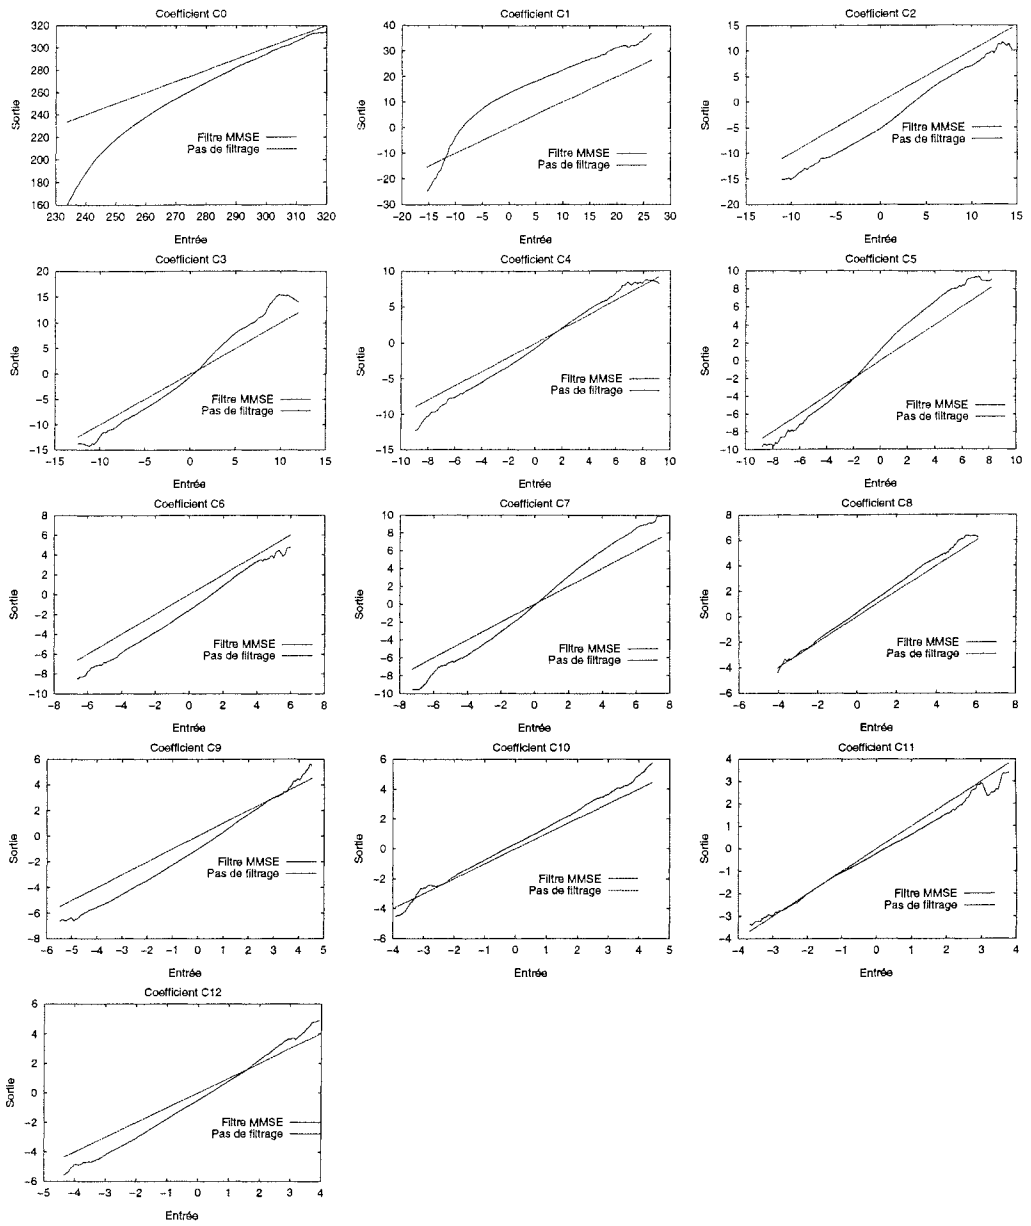 Coefficient C0
320
300
280
260
240
220
200
180
160
Sortie
Filtre MMSE
Pas de filtrage
230 240 250 260 270 280 290 300 310 320
Entrée
Coefficient C1
40
30
20
10
0
−10
−20
−30
Sortie
Filtre MMSE
Pas de filtrage
−20 −15 −10 −5 0 5 10 15 20 25 30
Entrée
Coefficient C2
15
10
5
0
−5
−10
−15
−20
Sortie
Filtre MMSE
Pas de filtrage
−15 −10 −5 0 5 10 15
Entrée
Coefficient C3
20
15
10
5
0
−5
−10
−15
Sortie
Filtre MMSE
Pas de filtrage
−15 −10 −5 0 5 10 15
Entrée
Coefficient C4
10
5
0
−5
−10
−15
Sortie
Filtre MMSE
Pas de filtrage
−10 −8 −6 −4 −2 0 2 4 6 8 10
Entrée
Coefficient C5
10
8
6
4
2
0
−2
−4
−6
−8
−10
Sortie
Filtre MMSE
Pas de filtrage
−10 −8 −6 −4 −2 0 2 4 6 8 10
Entrée
Coefficient C6
8
6
4
2
0
−2
−4
−6
−8
−10
Sortie
Filtre MMSE
Pas de filtrage
−8 −6 −4 −2 0 2 4 6 8
Entrée
Coefficient C7
10
8
6
4
2
0
−2
−4
−6
−8
−10
Sortie
Filtre MMSE
Pas de filtrage
−8 −6 −4 −2 0 2 4 6 8
Entrée
Coefficient C8
8
6
4
2
0
−2
−4
−6
Sortie
Filtre MMSE
Pas de filtrage
−6 −4 −2 0 2 4 6 8
Entrée
Coefficient C9
6
4
2
0
−2
−4
−6
−8
Sortie
Filtre MMSE
Pas de filtrage
−6 −5 −4 −3 −2 −1 0 1 2 3 4 5
Entrée
Coefficient C10
6
4
2
0
−2
−4
−6
Sortie
Filtre MMSE
Pas de filtrage
−4 −3 −2 −1 0 1 2 3 4 5
Entrée
Coefficient C11
4
3
2
1
0
−1
−2
−3
−4
Sortie
Filtre MMSE
Pas de filtrage
−4 −3 −2 −1 0 1 2 3 4
Entrée
Coefficient C12
6
4
2
0
−2
−4
−6
Sortie
Filtre MMSE
Pas de filtrage
−5 −4 −3 −2 −1 0 1 2 3 4
Entrée